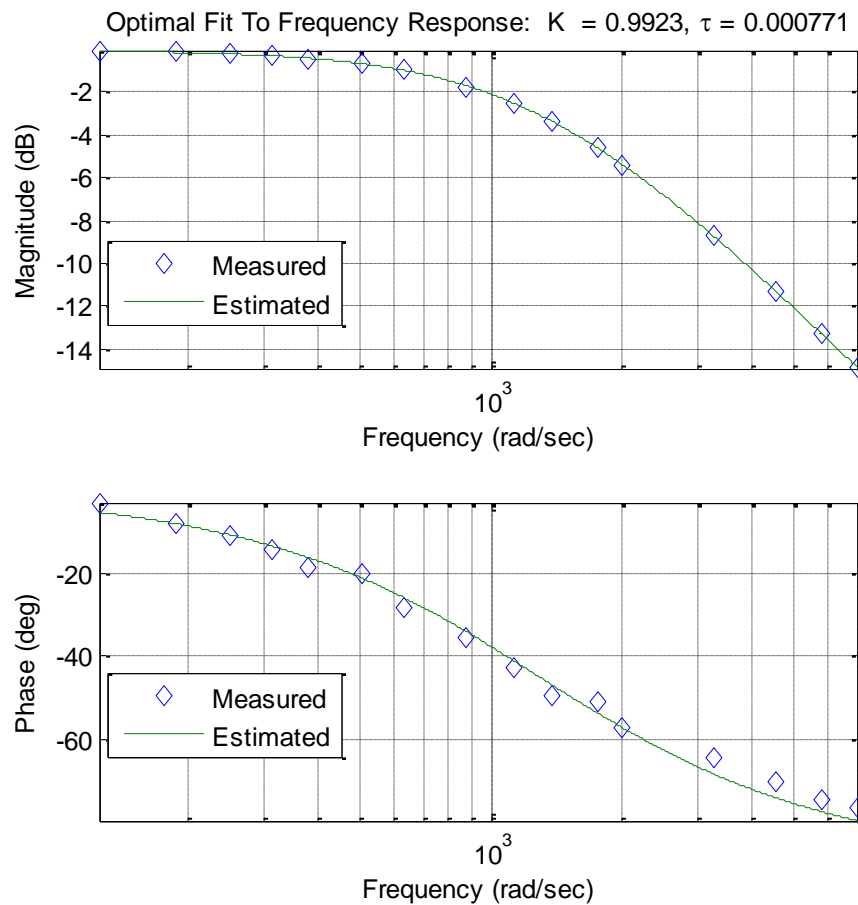 Optimal Fit To Frequency Response: K = 0.9923, τ = 0.000771
-2
-4
-6
-8
-10
-12
-14
Magnitude (dB)
Measured
Estimated
10^3
Frequency (rad/sec)
-20
-40
-60
Phase (deg)
Measured
Estimated
10^3
Frequency (rad/sec)